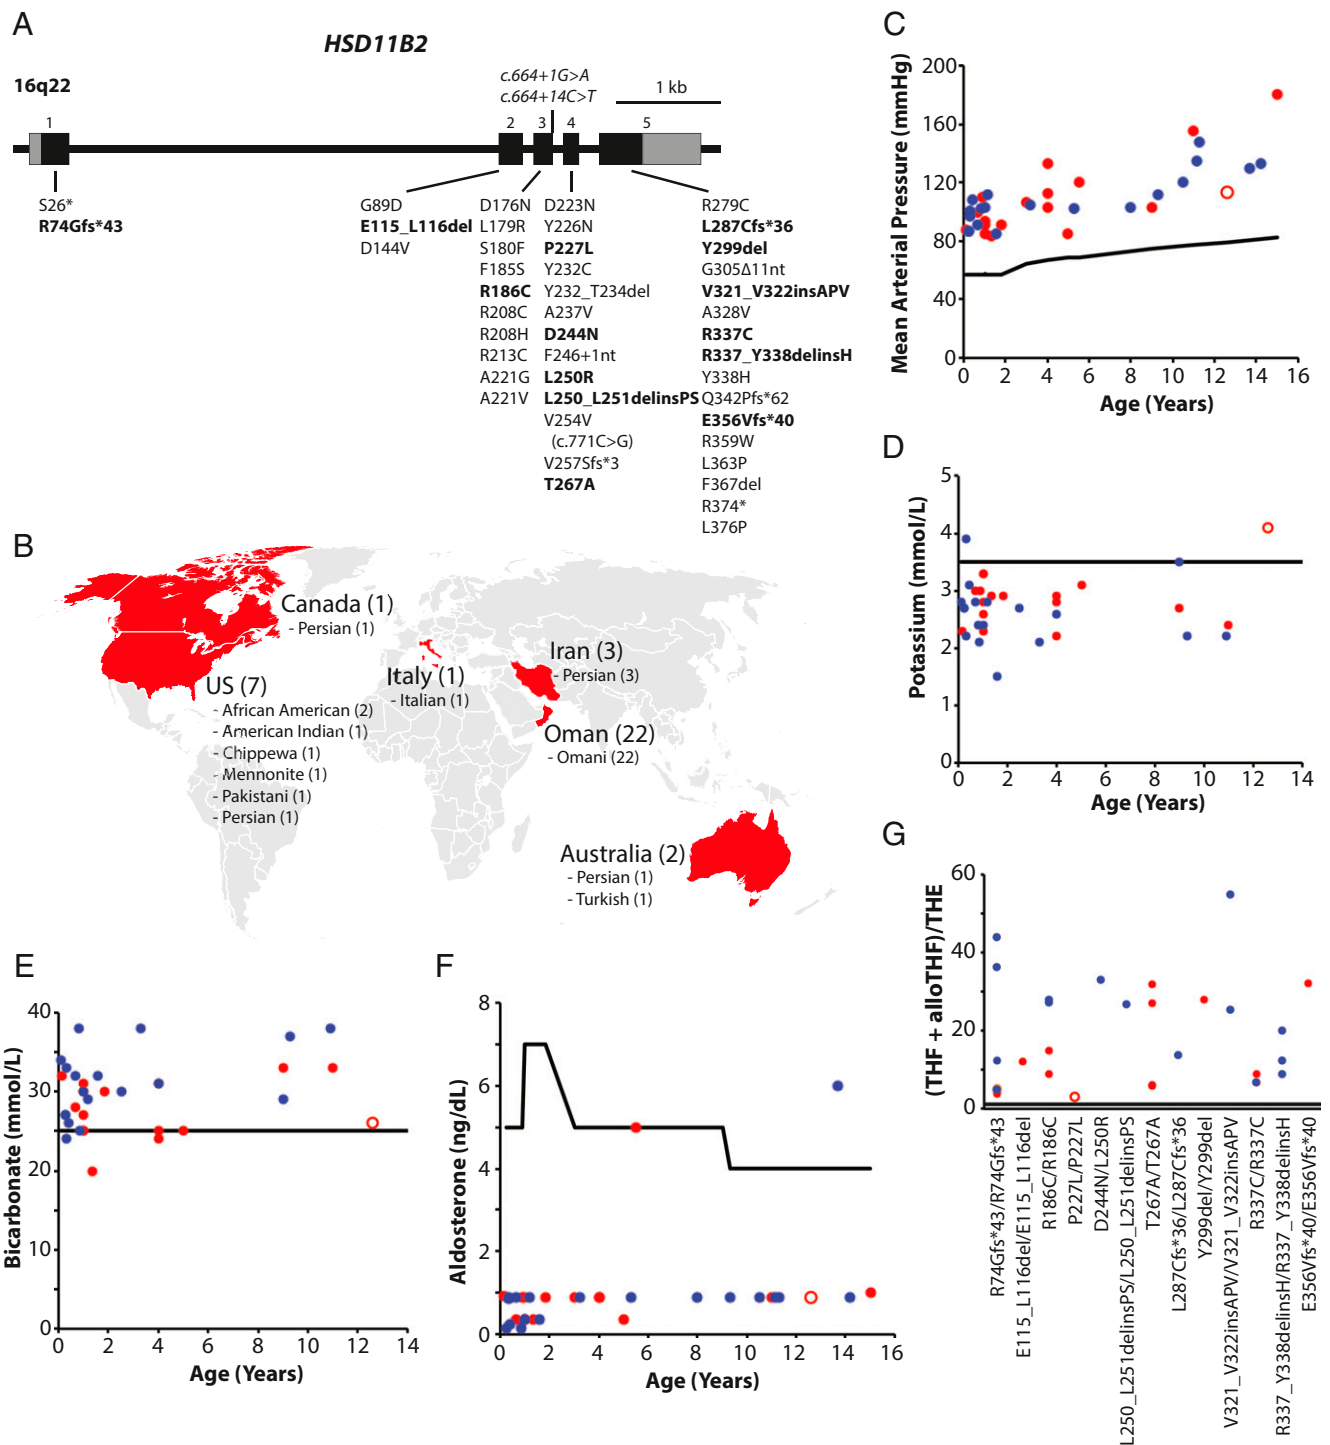 A
HSD11B2
16q22
c.664+1G>A
c.664+14C>T
1 kb
1
2
3
4
5
S26*
R74Gfs*43
G89D
E115_L116del
D144V
D176N
L179R
S180F
F185S
R186C
R208C
R208H
R213C
A221G
A221V
D223N
Y226N
P227L
Y232C
Y232_T234del
A237V
D244N
F246+1nt
L250R
L250_L251delinsPS
V254V
(c.771C>G)
V257Sfs*3
T267A
R279C
L287Cfs*36
Y299del
G305Δ11nt
V321_V322insAPV
A328V
R337C
R337_Y338delinsH
Y338H
Q342Pfs*62
E356Vfs*40
R359W
L363P
F367del
R374*
L376P
B
Canada (1)
- Persian (1)
US (7)
- African American (2)
- American Indian (1)
- Chippewa (1)
- Mennonite (1)
- Pakistani (1)
- Persian (1)
Italy (1)
- Italian (1)
Iran (3)
- Persian (3)
Oman (22)
- Omani (22)
Australia (2)
- Persian (1)
- Turkish (1)
C
Mean Arterial Pressure (mmHg)
200
160
120
80
40
0
0 2 4 6 8 10 12 14 16
Age (Years)
D
Potassium (mmol/L)
5
4
3
2
1
0
0 2 4 6 8 10 12 14
Age (Years)
E
Bicarbonate (mmol/L)
40
30
20
10
0
0 2 4 6 8 10 12 14
Age (Years)
F
Aldosterone (ng/dL)
8
6
4
2
0
0 2 4 6 8 10 12 14 16
Age (Years)
G
(THF + alloTHF)/THE
60
40
20
0
R74Gfs*43/R74Gfs*43
E115_L116del/E115_L116del
R186C/R186C
P227L/P227L
D244N/L250R
L250_L251delinsPS/L250_L251delinsPS
T267A/T267A
L287Cfs*36/L287Cfs*36
Y299del/Y299del
V321_V322insAPV/V321_V322insAPV
R337C/R337C
R337_Y338delinsH/R337_Y338delinsH
E356Vfs*40/E356Vfs*40